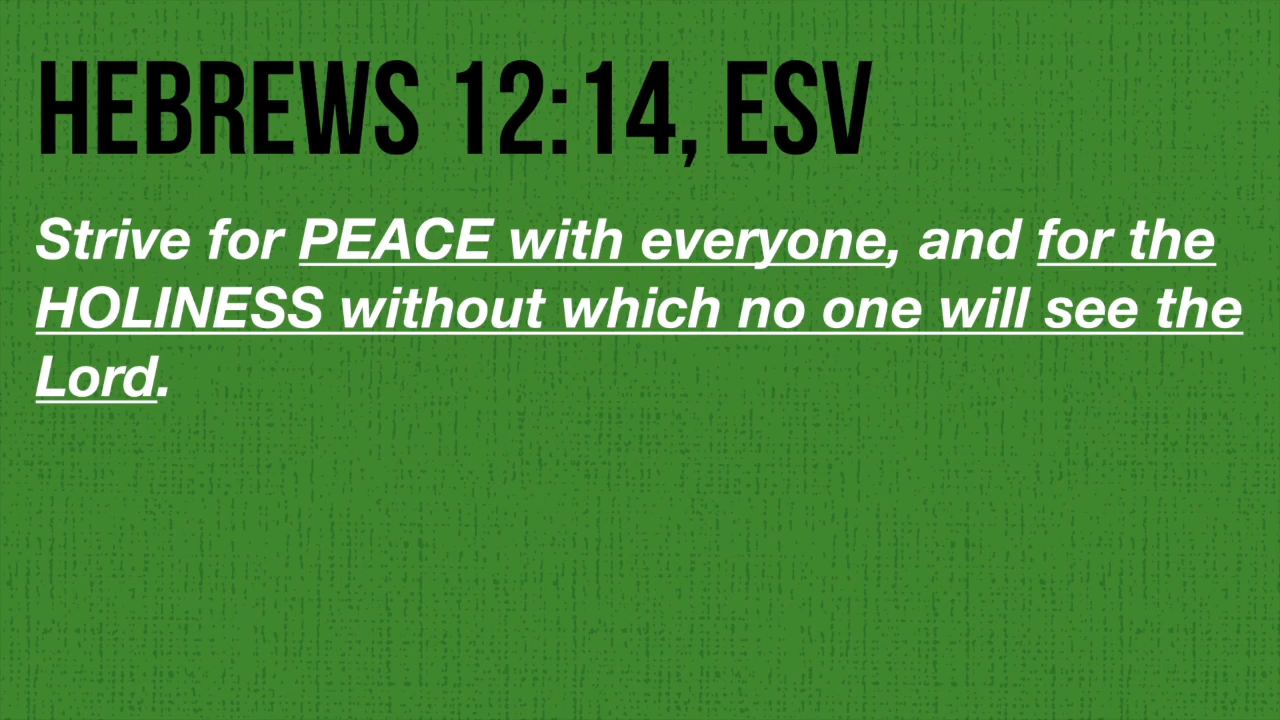 HEBREWS 12:14, ESV
Strive for PEACE with everyone, and for the
HOLINESS without which no one will see the
Lord.